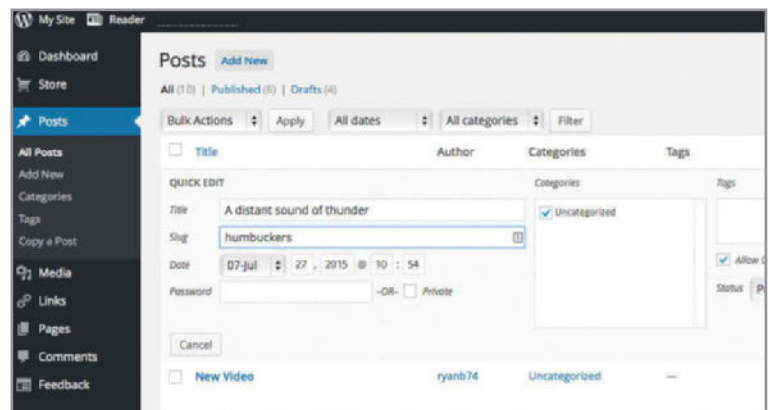 My Site Reader
Dashboard
Store
Posts
All Posts
Add New
Categories
Tags
Copy a Post
Media
Links
Pages
Comments
Feedback
Posts Add New
All (10) | Published (6) | Drafts (4)
Bulk Actions Apply All dates All categories Filter
Title Author Categories Tags
QUICK EDIT Categories Tags
Title A distant sound of thunder Uncategorized
Slug humbuckers
Date 07-Jul 27 , 2015 @ 10 : 54 Allow
Password –OR– Private Status
Cancel
New Video ryanb74 Uncategorized —